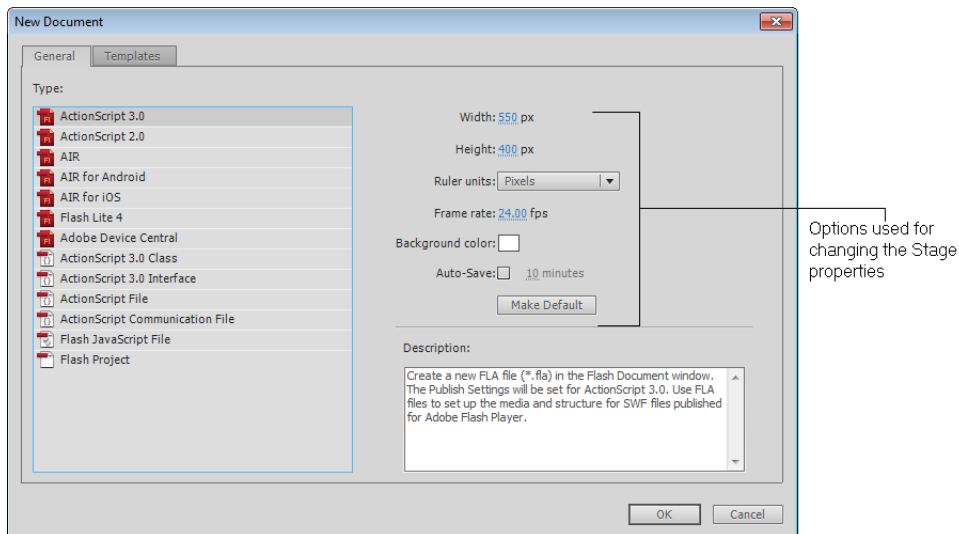 New Document
General
Templates
Type:
ActionScript 3.0
ActionScript 2.0
AIR
AIR for Android
AIR for iOS
Flash Lite 4
Adobe Device Central
ActionScript 3.0 Class
ActionScript 3.0 Interface
ActionScript File
ActionScript Communication File
Flash JavaScript File
Flash Project
Width: 550 px
Height: 400 px
Ruler units: Pixels
Frame rate: 24.00 fps
Background color:
Auto-Save: 10 minutes
Make Default
Description:
Create a new FLA file (*.fla) in the Flash Document window.
The Publish Settings will be set for ActionScript 3.0. Use FLA
files to set up the media and structure for SWF files published
for Adobe Flash Player.
OK
Cancel
Options used for
changing the Stage
properties